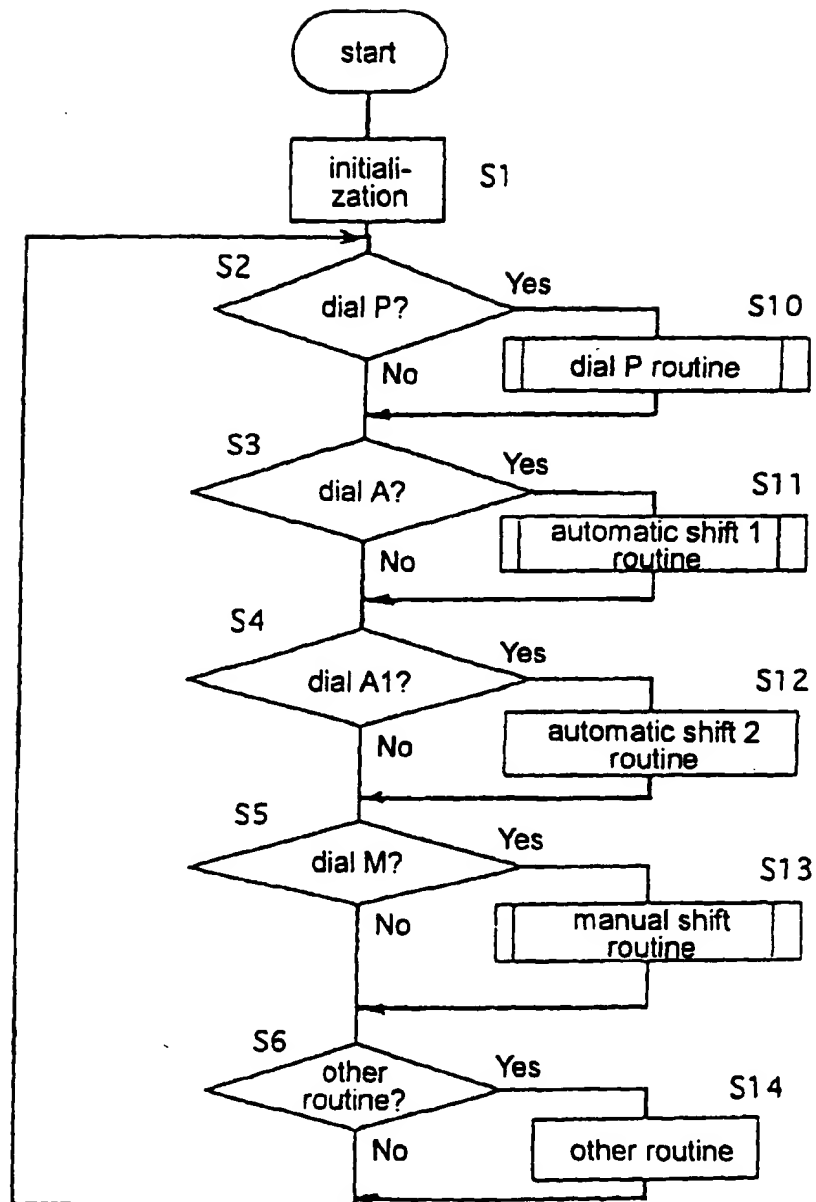 start
initiali-
zation
S1
S2
dial P?
Yes
No
S10
dial P routine
S3
dial A?
Yes
No
S11
automatic shift 1
routine
S4
dial A1?
Yes
No
S12
automatic shift 2
routine
S5
dial M?
Yes
No
S13
manual shift
routine
S6
other
routine?
Yes
No
S14
other routine